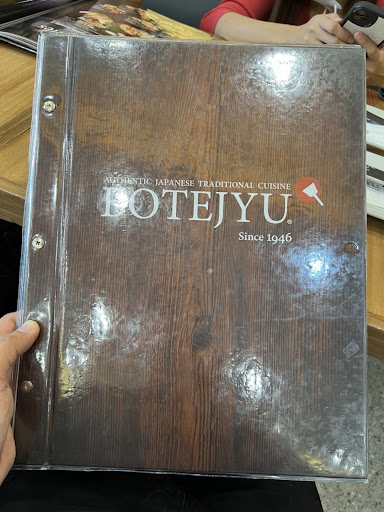 AUTHENTIC JAPANESE TRADITIONAL CUISINE
BOTEJYU®
Since 1946